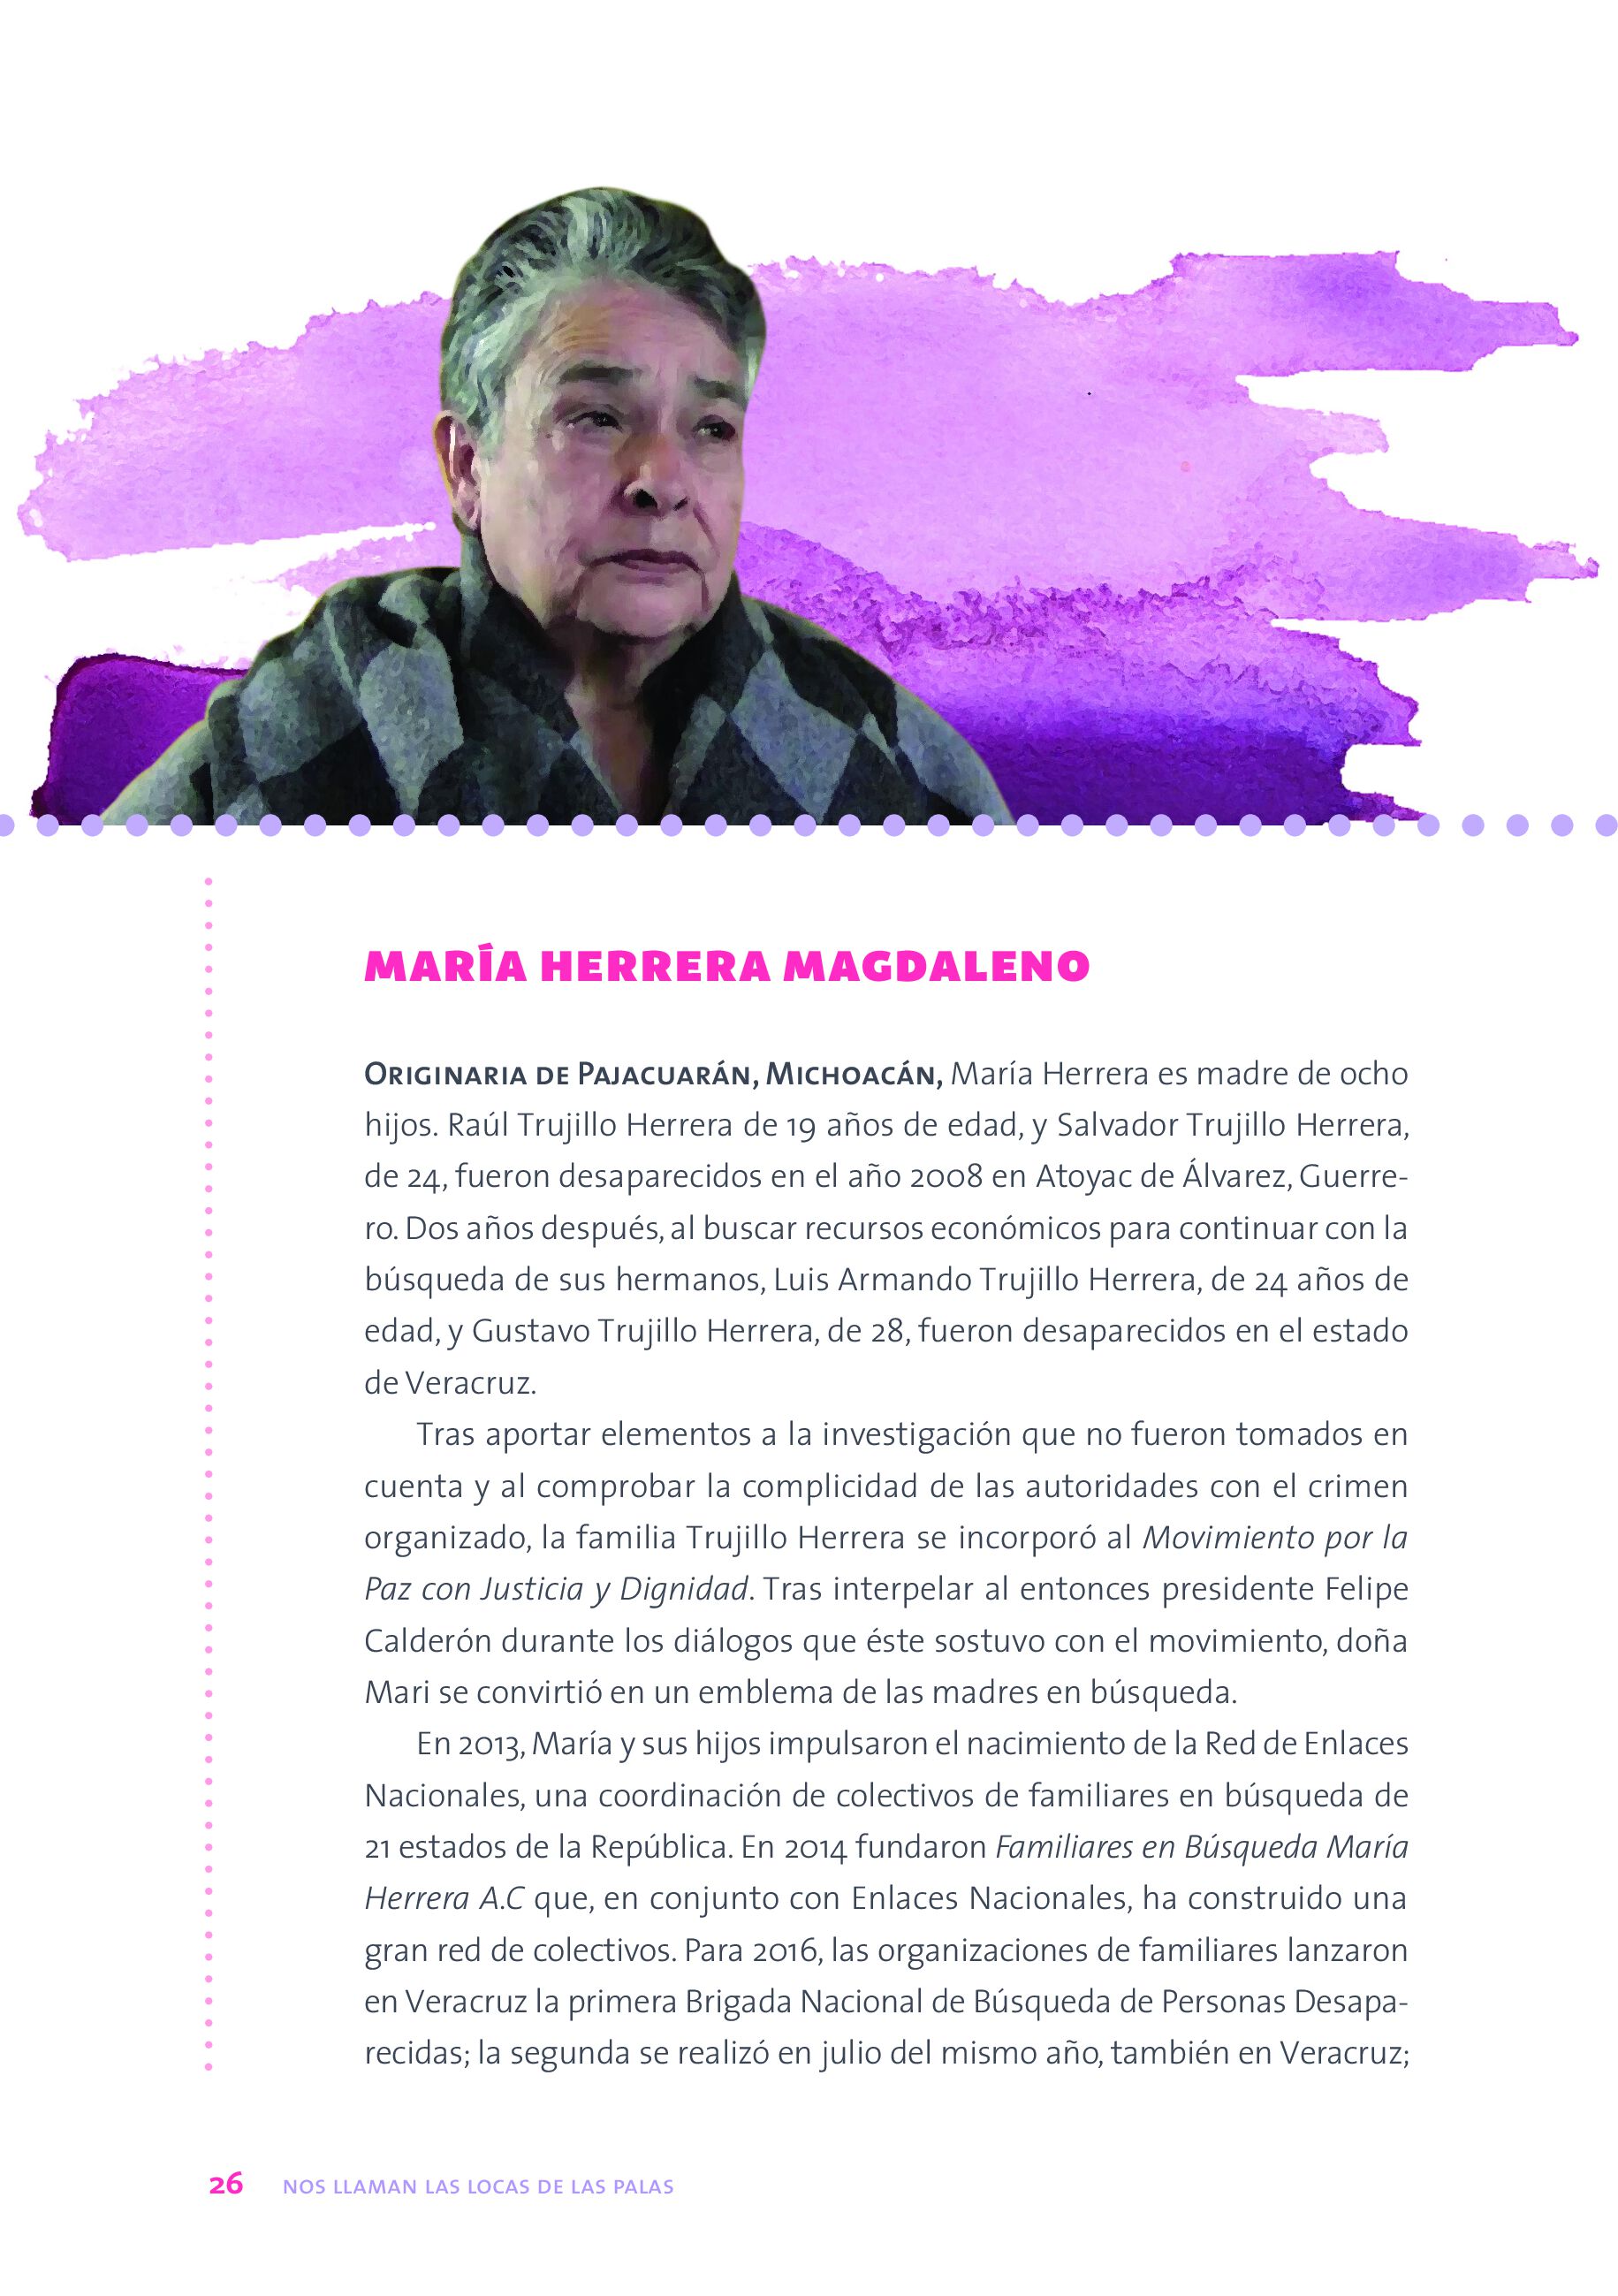 MARÍA HERRERA MAGDALENO
Originaria de Pajacuarán, Michoacán, María Herrera es madre de ocho
hijos. Raúl Trujillo Herrera de 19 años de edad, y Salvador Trujillo Herrera,
de 24, fueron desaparecidos en el año 2008 en Atoyac de Álvarez, Guerre-
ro. Dos años después, al buscar recursos económicos para continuar con la
búsqueda de sus hermanos, Luis Armando Trujillo Herrera, de 24 años de
edad, y Gustavo Trujillo Herrera, de 28, fueron desaparecidos en el estado
de Veracruz.
Tras aportar elementos a la investigación que no fueron tomados en
cuenta y al comprobar la complicidad de las autoridades con el crimen
organizado, la familia Trujillo Herrera se incorporó al Movimiento por la
Paz con Justicia y Dignidad. Tras interpelar al entonces presidente Felipe
Calderón durante los diálogos que éste sostuvo con el movimiento, doña
Mari se convirtió en un emblema de las madres en búsqueda.
En 2013, María y sus hijos impulsaron el nacimiento de la Red de Enlaces
Nacionales, una coordinación de colectivos de familiares en búsqueda de
21 estados de la República. En 2014 fundaron Familiares en Búsqueda María
Herrera A.C que, en conjunto con Enlaces Nacionales, ha construido una
gran red de colectivos. Para 2016, las organizaciones de familiares lanzaron
en Veracruz la primera Brigada Nacional de Búsqueda de Personas Desapa-
recidas; la segunda se realizó en julio del mismo año, también en Veracruz;
26 NOS LLAMAN LAS LOCAS DE LAS PALAS